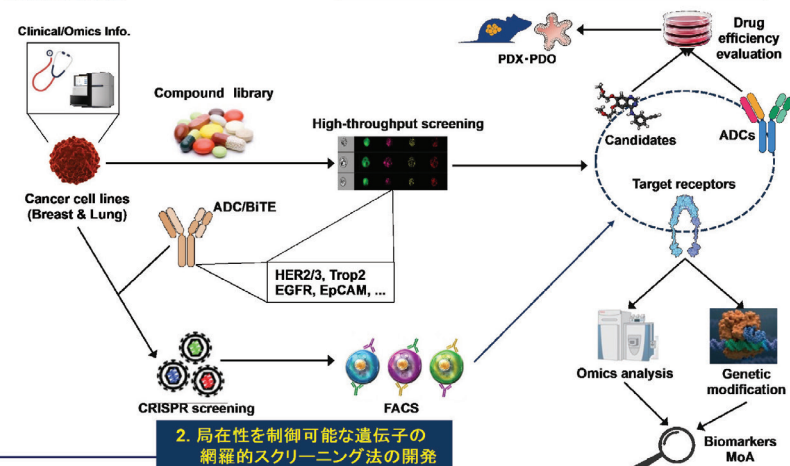 Clinical/Omics Info.
Compound library
High-throughput screening
Cancer cell lines
(Breast & Lung)
ADC/BiTE
HER2/3, Trop2
EGFR, EpCAM, ...
CRISPR screening
FACS
PDX・PDO
Drug
efficiency
evaluation
Candidates
ADCs
Target receptors
Omics analysis
Genetic
modification
Biomarkers
MoA
2. 局在性を制御可能な遺伝子の
網羅的スクリーニング法の開発